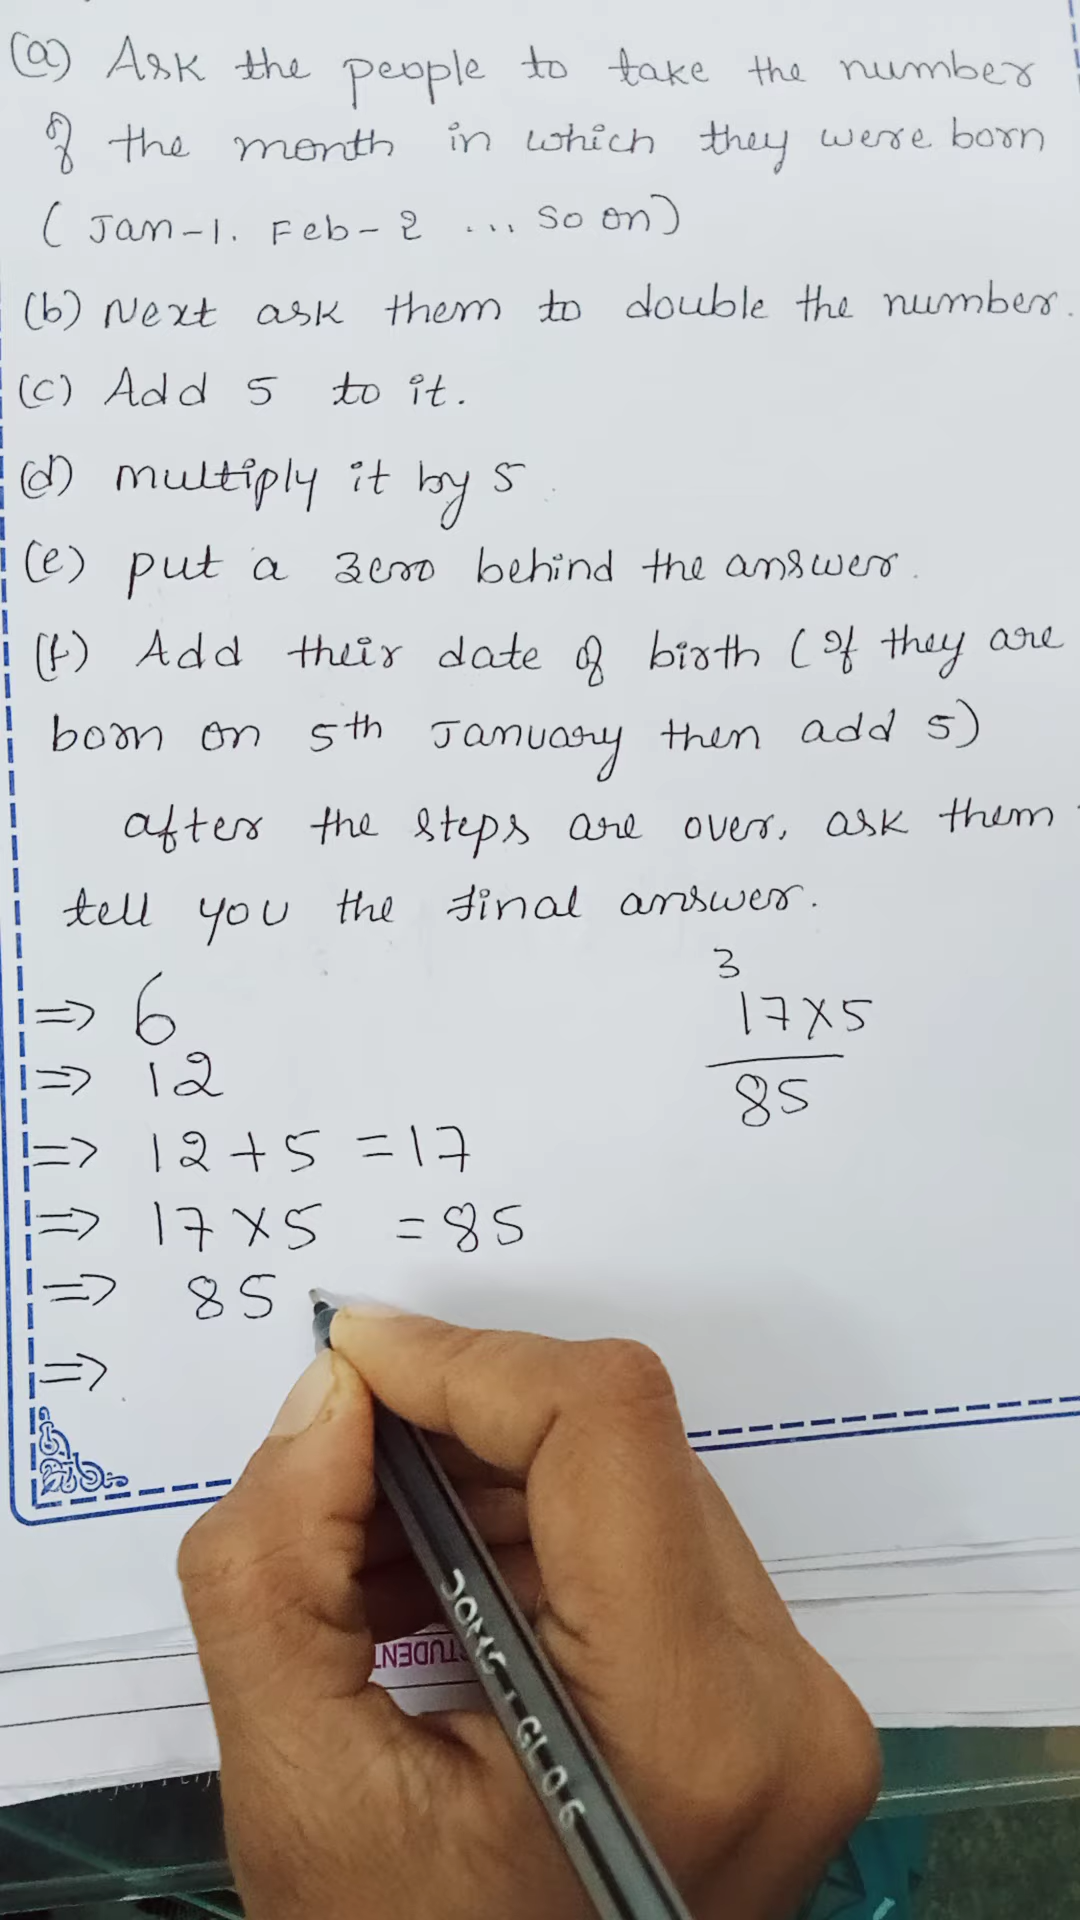 (a) Ask the people to take the number
of the month in which they were born
(Jan-1. Feb-2 ... so on)
(b) Next ask them to double the number.
(c) Add 5 to it.
(d) multiply it by 5
(e) put a zero behind the answer.
(f) Add their date of birth (If they are
born on 5th January then add 5)
after the steps are over, ask them
tell you the final answer.
⇒ 6
⇒ 12
⇒ 12+5 =17
⇒ 17×5 =85
⇒ 85
⇒
3
17×5
85
STUDENT
DOMS · GL 0.6